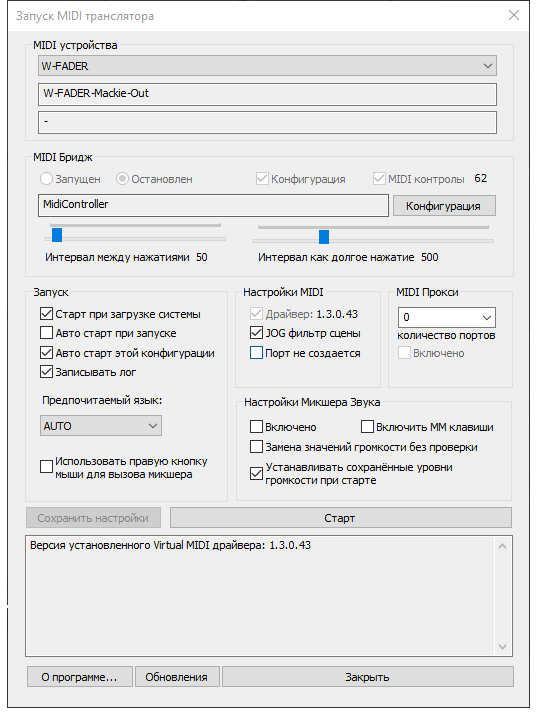 Запуск MIDI транслятора
MIDI устройства
W-FADER
W-FADER-Mackie-Out
-
MIDI Бридж
Запущен Остановлен Конфигурация MIDI контролы 62
MidiController Конфигурация
Интервал между нажатиями 50 Интервал как долгое нажатие 500
Запуск
Старт при загрузке системы
Авто старт при запуске
Авто старт этой конфигурации
Записывать лог
Предпочитаемый язык:
AUTO
Использовать правую кнопку
мыши для вызова микшера
Настройки MIDI
Драйвер: 1.3.0.43
JOG фильтр сцены
Порт не создается
MIDI Прокси
0
количество портов
Включено
Настройки Микшера Звука
Включено Включить ММ клавиши
Замена значений громкости без проверки
Устанавливать сохранённые уровни
громкости при старте
Сохранить настройки Старт
Версия установленного Virtual MIDI драйвера: 1.3.0.43
О программе... Обновления Закрыть